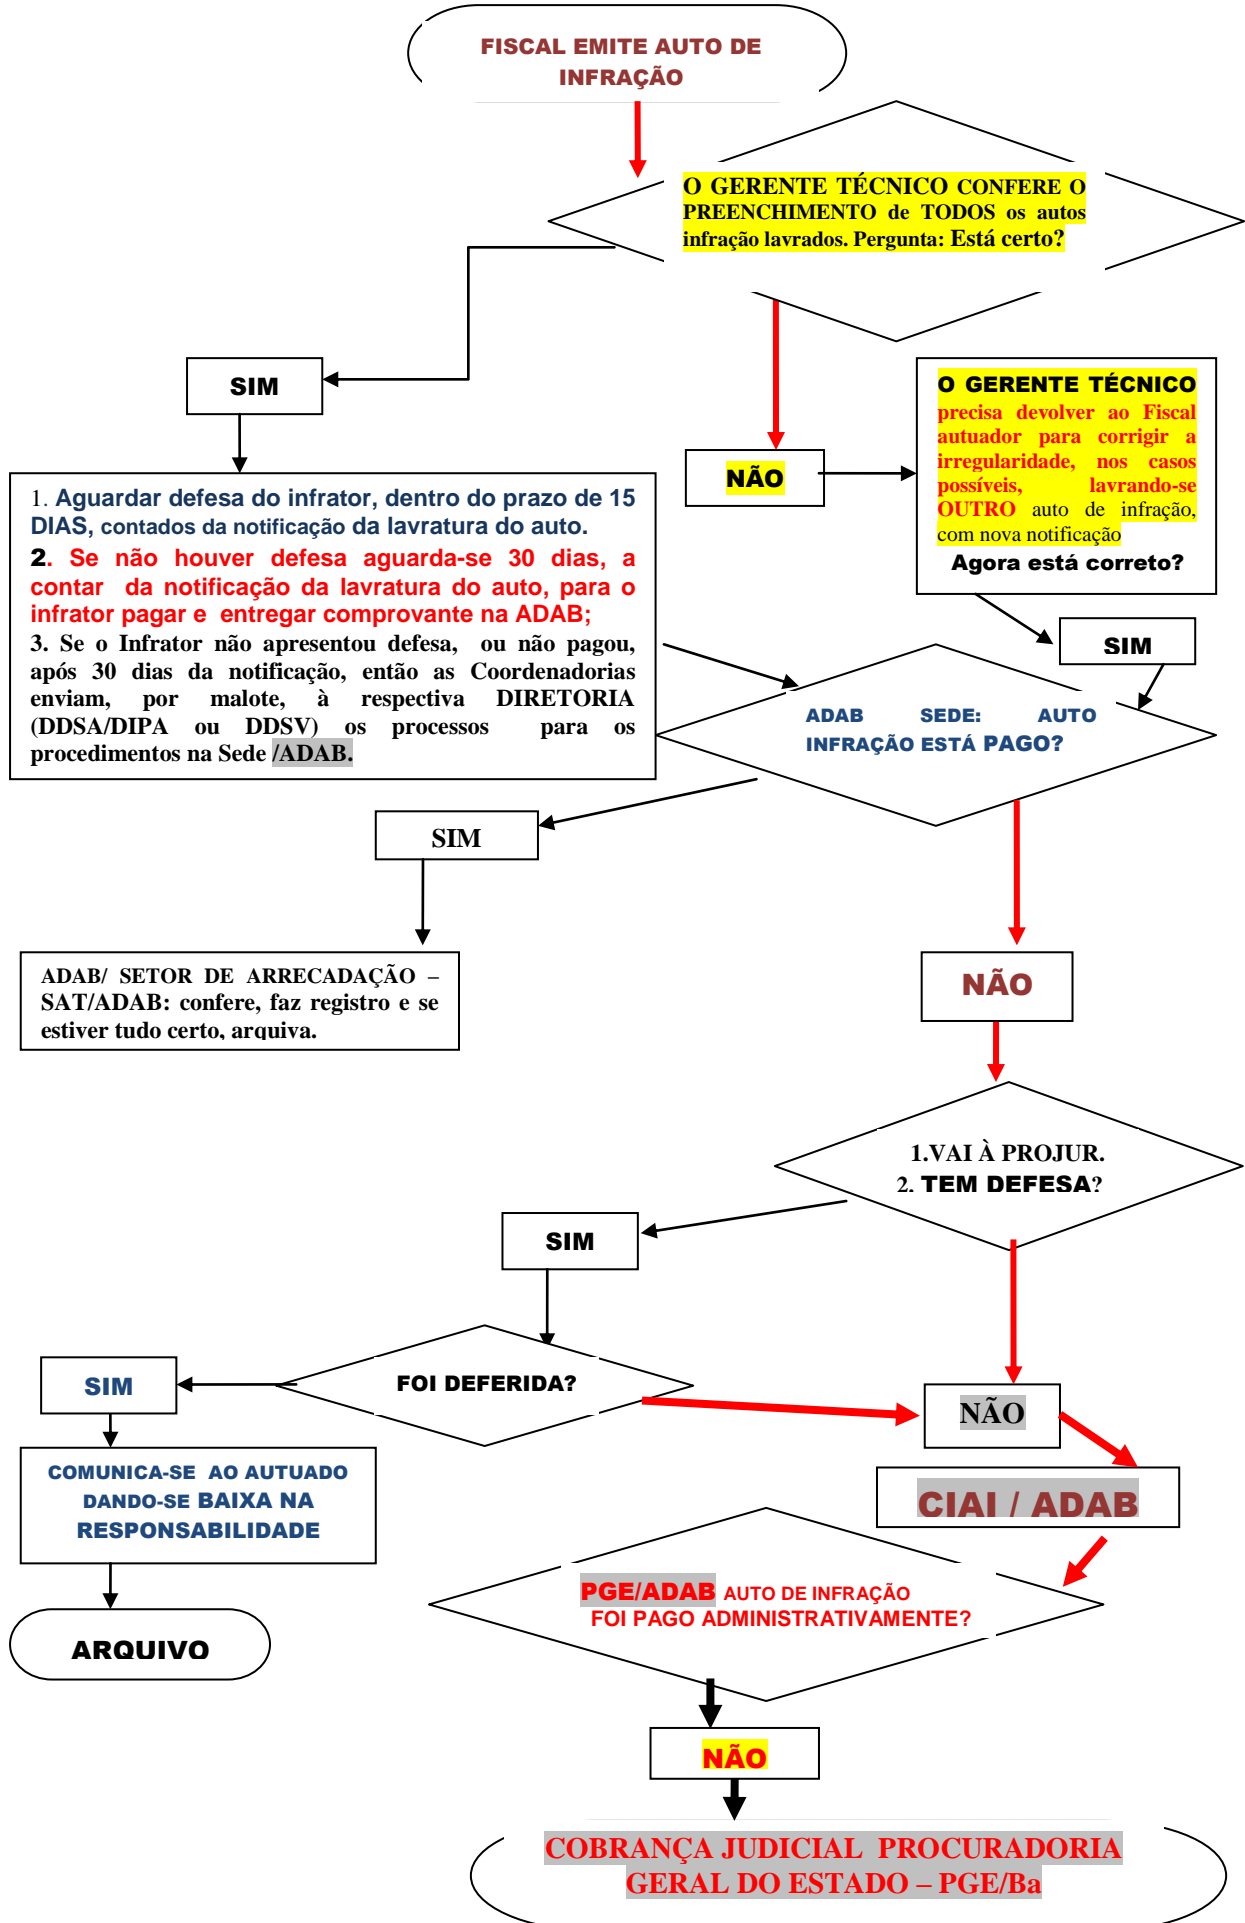 FISCAL EMITE AUTO DE
INFRAÇÃO
O GERENTE TÉCNICO CONFERE O
PREENCHIMENTO de TODOS os autos
infração lavrados. Pergunta: Está certo?
SIM
NÃO
O GERENTE TÉCNICO
precisa devolver ao Fiscal
autuador para corrigir a
irregularidade, nos casos
possíveis, lavrando-se
OUTRO auto de infração,
com nova notificação
Agora está correto?
SIM
1. Aguardar defesa do infrator, dentro do prazo de 15
DIAS, contados da notificação da lavratura do auto.
2. Se não houver defesa aguarda-se 30 dias, a
contar da notificação da lavratura do auto, para o
infrator pagar e entregar comprovante na ADAB;
3. Se o Infrator não apresentou defesa, ou não pagou,
após 30 dias da notificação, então as Coordenadorias
enviam, por malote, à respectiva DIRETORIA
(DDSA/DIPA ou DDSV) os processos para os
procedimentos na Sede /ADAB.
ADAB SEDE: AUTO
INFRAÇÃO ESTÁ PAGO?
SIM
ADAB/ SETOR DE ARRECADAÇÃO –
SAT/ADAB: confere, faz registro e se
estiver tudo certo, arquiva.
NÃO
1.VAI À PROJUR.
2. TEM DEFESA?
SIM
FOI DEFERIDA?
SIM
NÃO
COMUNICA-SE AO AUTUADO
DANDO-SE BAIXA NA
RESPONSABILIDADE
CIAI / ADAB
PGE/ADAB AUTO DE INFRAÇÃO
FOI PAGO ADMINISTRATIVAMENTE?
ARQUIVO
NÃO
COBRANÇA JUDICIAL PROCURADORIA
GERAL DO ESTADO – PGE/Ba